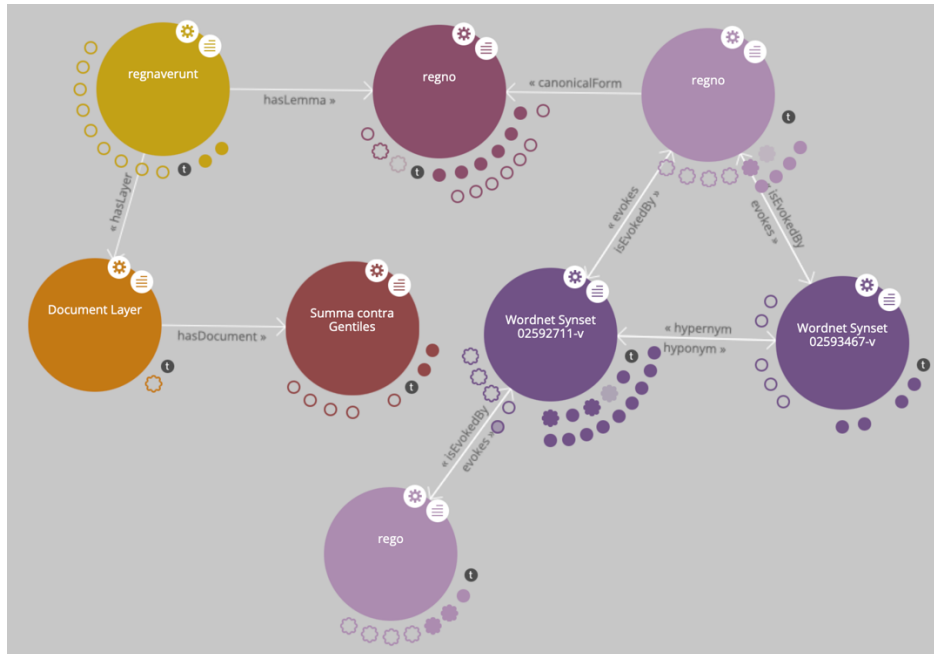 regnaverunt
hasLemma »
regno
« canonicalForm
regno
t
t
t
« hasLayer
« evokes
isEvokedBy »
« isEvokedBy
evokes »
Document Layer
hasDocument »
Summa contra
Gentiles
Wordnet Synset
02592711-v
« hypernym
hyponym »
Wordnet Synset
02593467-v
t
t
t
t
« isEvokedBy
evokes »
rego
t